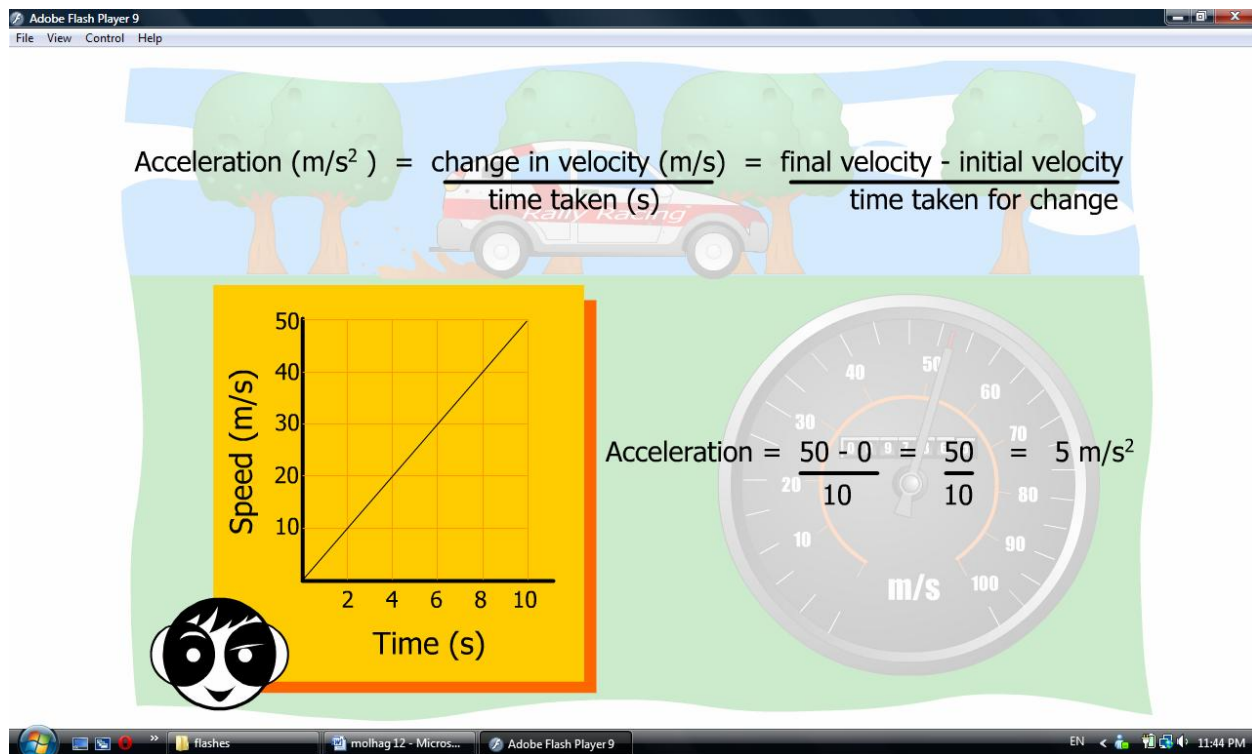 Adobe Flash Player 9
File View Control Help
Acceleration (m/s² ) = change in velocity (m/s) = final velocity - initial velocity
time taken (s) time taken for change
Rally Racing
50
40
30
20
10
Speed (m/s)
2 4 6 8 10
Time (s)
Acceleration = 50 - 0 = 50 = 5 m/s²
10 10
10
20
30
40
50
60
70
80
90
100
m/s
flashes
molhag 12 - Micros...
Adobe Flash Player 9
EN
11:44 PM